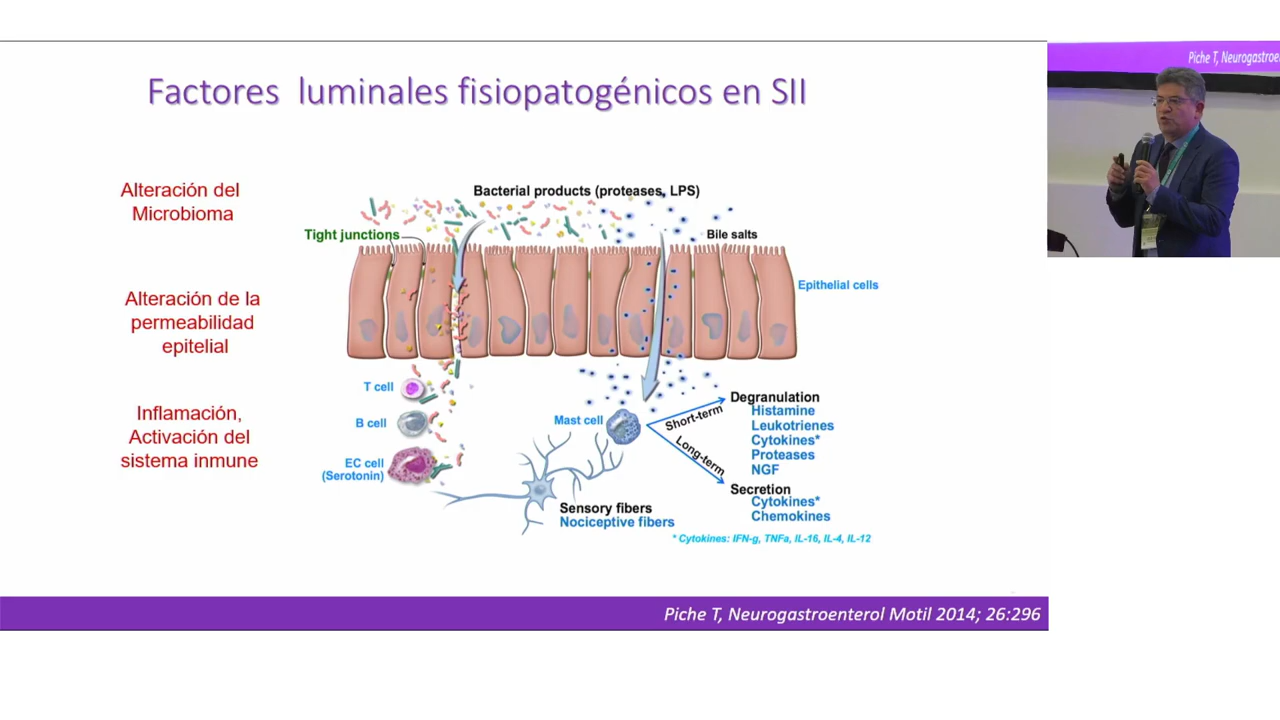 Factores luminales fisiopatogénicos en SII
Alteración del
Microbioma
Alteración de la
permeabilidad
epitelial
Inflamación,
Activación del
sistema inmune
Bacterial products (proteases, LPS)
Tight junctions
Bile salts
Epithelial cells
T cell
B cell
EC cell
(Serotonin)
Mast cell
Short-term
Long-term
Degranulation
Histamine
Leukotrienes
Cytokines*
Proteases
NGF
Secretion
Cytokines*
Chemokines
Sensory fibers
Nociceptive fibers
* Cytokines: IFN-g, TNFa, IL-16, IL-4, IL-12
Piche T, Neurogastroenterol Motil 2014; 26:296
Piche T, Neurogastroe